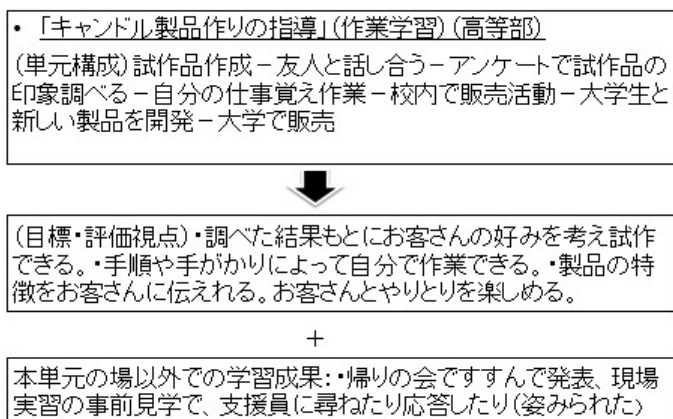 ・「キャンドル製品作りの指導」(作業学習)(高等部)
(単元構成)試作品作成－友人と話し合う－アンケートで試作品の
印象調べる－自分の仕事覚え作業－校内で販売活動－大学生と
新しい製品を開発－大学で販売
(目標・評価視点)・調べた結果もとにお客さんの好みを考え試作
できる。・手順や手がかりによって自分で作業できる。・製品の特
徴をお客さんに伝えれる。お客さんとやりとりを楽しめる。
+
本単元の場以外での学習成果:・帰りの会ですすんで発表、現場
実習の事前見学で、支援員に尋ねたり応答したり(姿みられた)